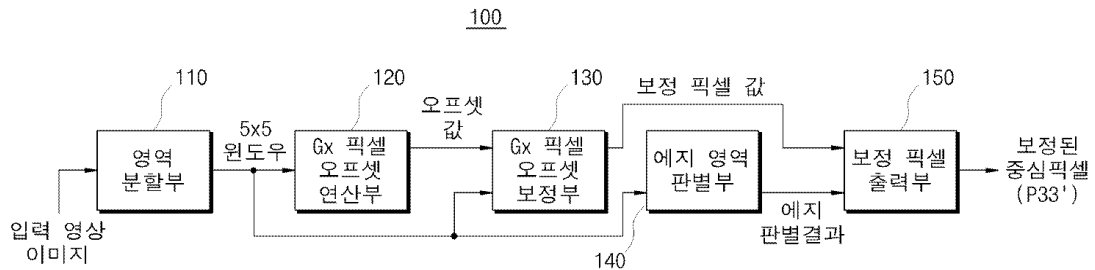 100
110
120
130
150
보정 픽셀 값
오프셋
값
5x5
윈도우
영역
분할부
Gx 픽셀
오프셋
연산부
Gx 픽셀
오프셋
보정부
에지 영역
판별부
보정 픽셀
출력부
보정된
중심픽셀
(P33')
입력 영상
이미지
에지
판별결과
140